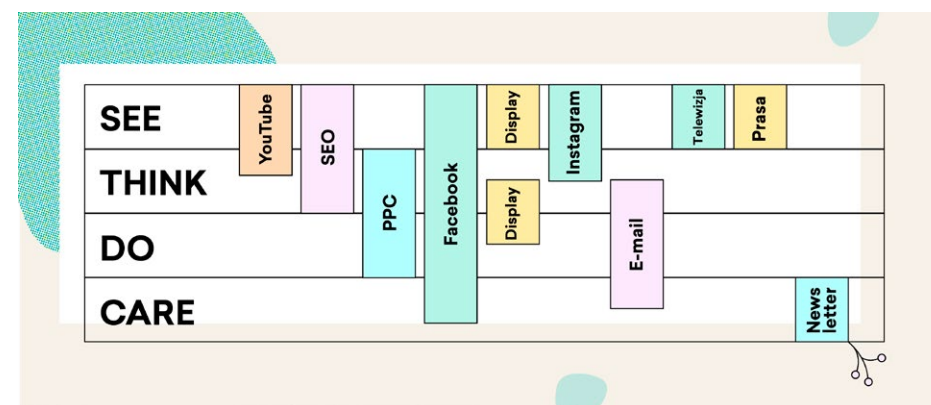 SEE
THINK
DO
CARE
YouTube
SEO
PPC
Facebook
Display
Display
Instagram
E-mail
Telewizja
Prasa
News
letter